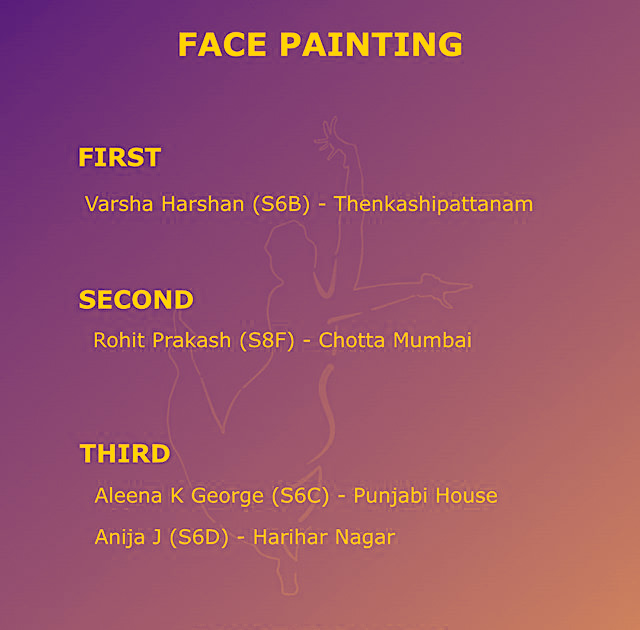 FACE PAINTING
FIRST
Varsha Harshan (S6B) - Thenkashipattanam
SECOND
Rohit Prakash (S8F) - Chotta Mumbai
THIRD
Aleena K George (S6C) - Punjabi House
Anija J (S6D) - Harihar Nagar